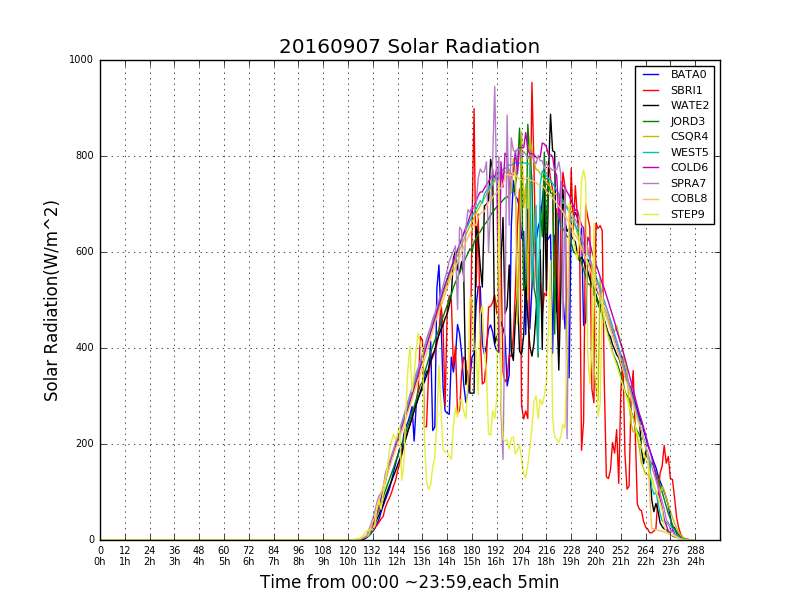 20160907 Solar Radiation
1000
800
600
400
200
0
Solar Radiation(W/m^2)
BATA0
SBRI1
WATE2
JORD3
CSQR4
WEST5
COLD6
SPRA7
COBL8
STEP9
0 12 24 36 48 60 72 84 96 108 120 132 144 156 168 180 192 204 216 228 240 252 264 276 288
0h 1h 2h 3h 4h 5h 6h 7h 8h 9h 10h 11h 12h 13h 14h 15h 16h 17h 18h 19h 20h 21h 22h 23h 24h
Time from 00:00 ~23:59,each 5min